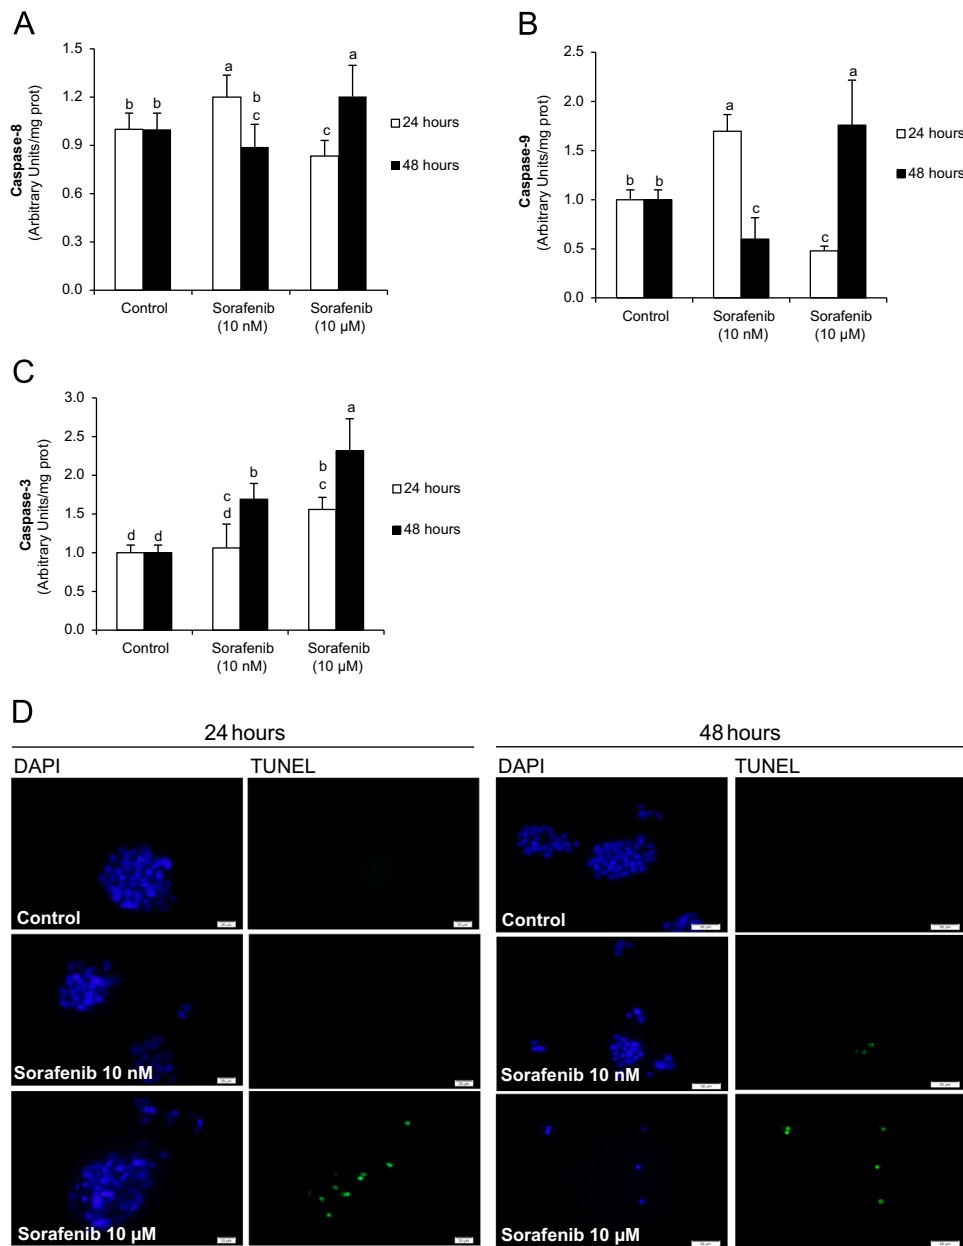 A
1.5
1.2
0.9
0.6
0.3
0.0
Caspase-8
(Arbitrary Units/mg prot)
b
b
a
b
c
c
a
Control
Sorafenib
(10 nM)
Sorafenib
(10 µM)
24 hours
48 hours
B
2.5
2.0
1.5
1.0
0.5
0.0
Caspase-9
(Arbitrary Units/mg prot)
b
b
a
c
c
a
Control
Sorafenib
(10 nM)
Sorafenib
(10 µM)
24 hours
48 hours
C
3.0
2.5
2.0
1.5
1.0
0.5
0.0
Caspase-3
(Arbitrary Units/mg prot)
d
d
c
d
b
b
c
a
Control
Sorafenib
(10 nM)
Sorafenib
(10 µM)
24 hours
48 hours
D
24 hours
48 hours
DAPI
TUNEL
DAPI
TUNEL
Control
Control
Sorafenib 10 nM
Sorafenib 10 nM
Sorafenib 10 µM
Sorafenib 10 µM